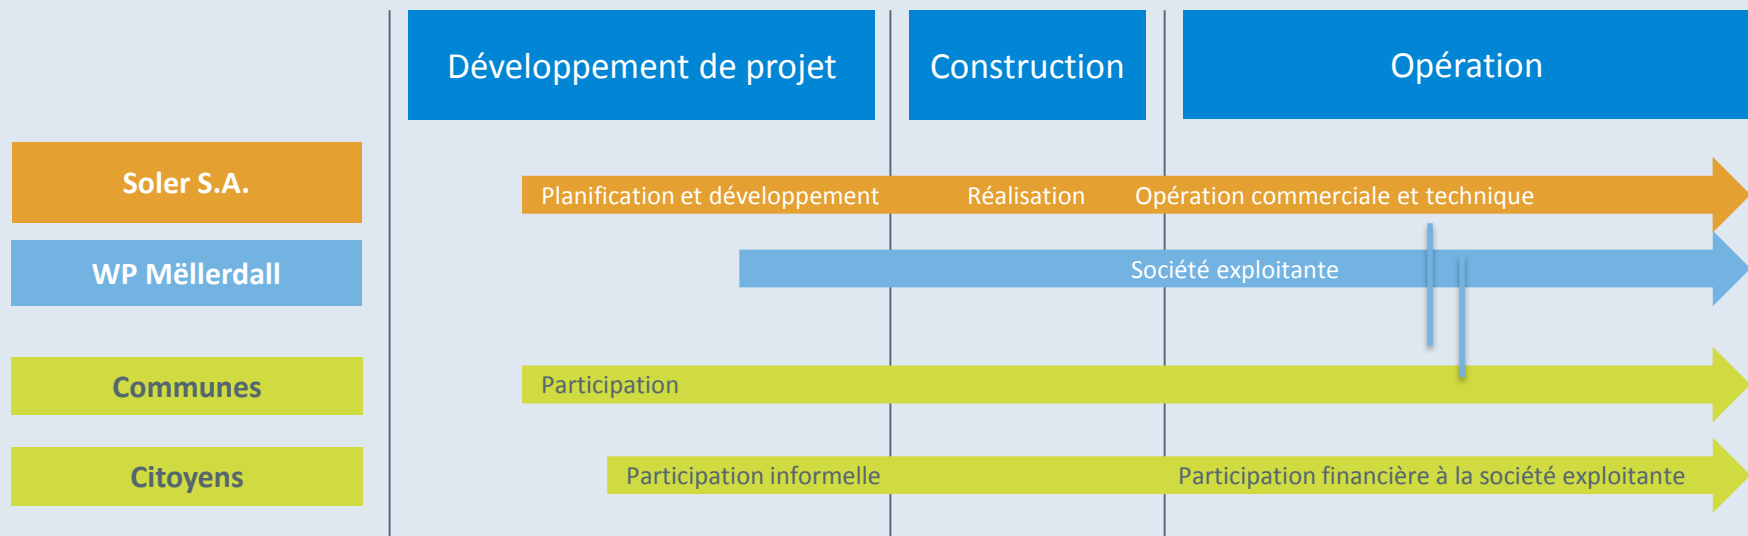 Développement de projet
Construction
Opération
Soler S.A.
Planification et développement
Réalisation
Opération commerciale et technique
WP Mëllerdall
Société exploitante
Communes
Participation
Citoyens
Participation informelle
Participation financière à la société exploitante